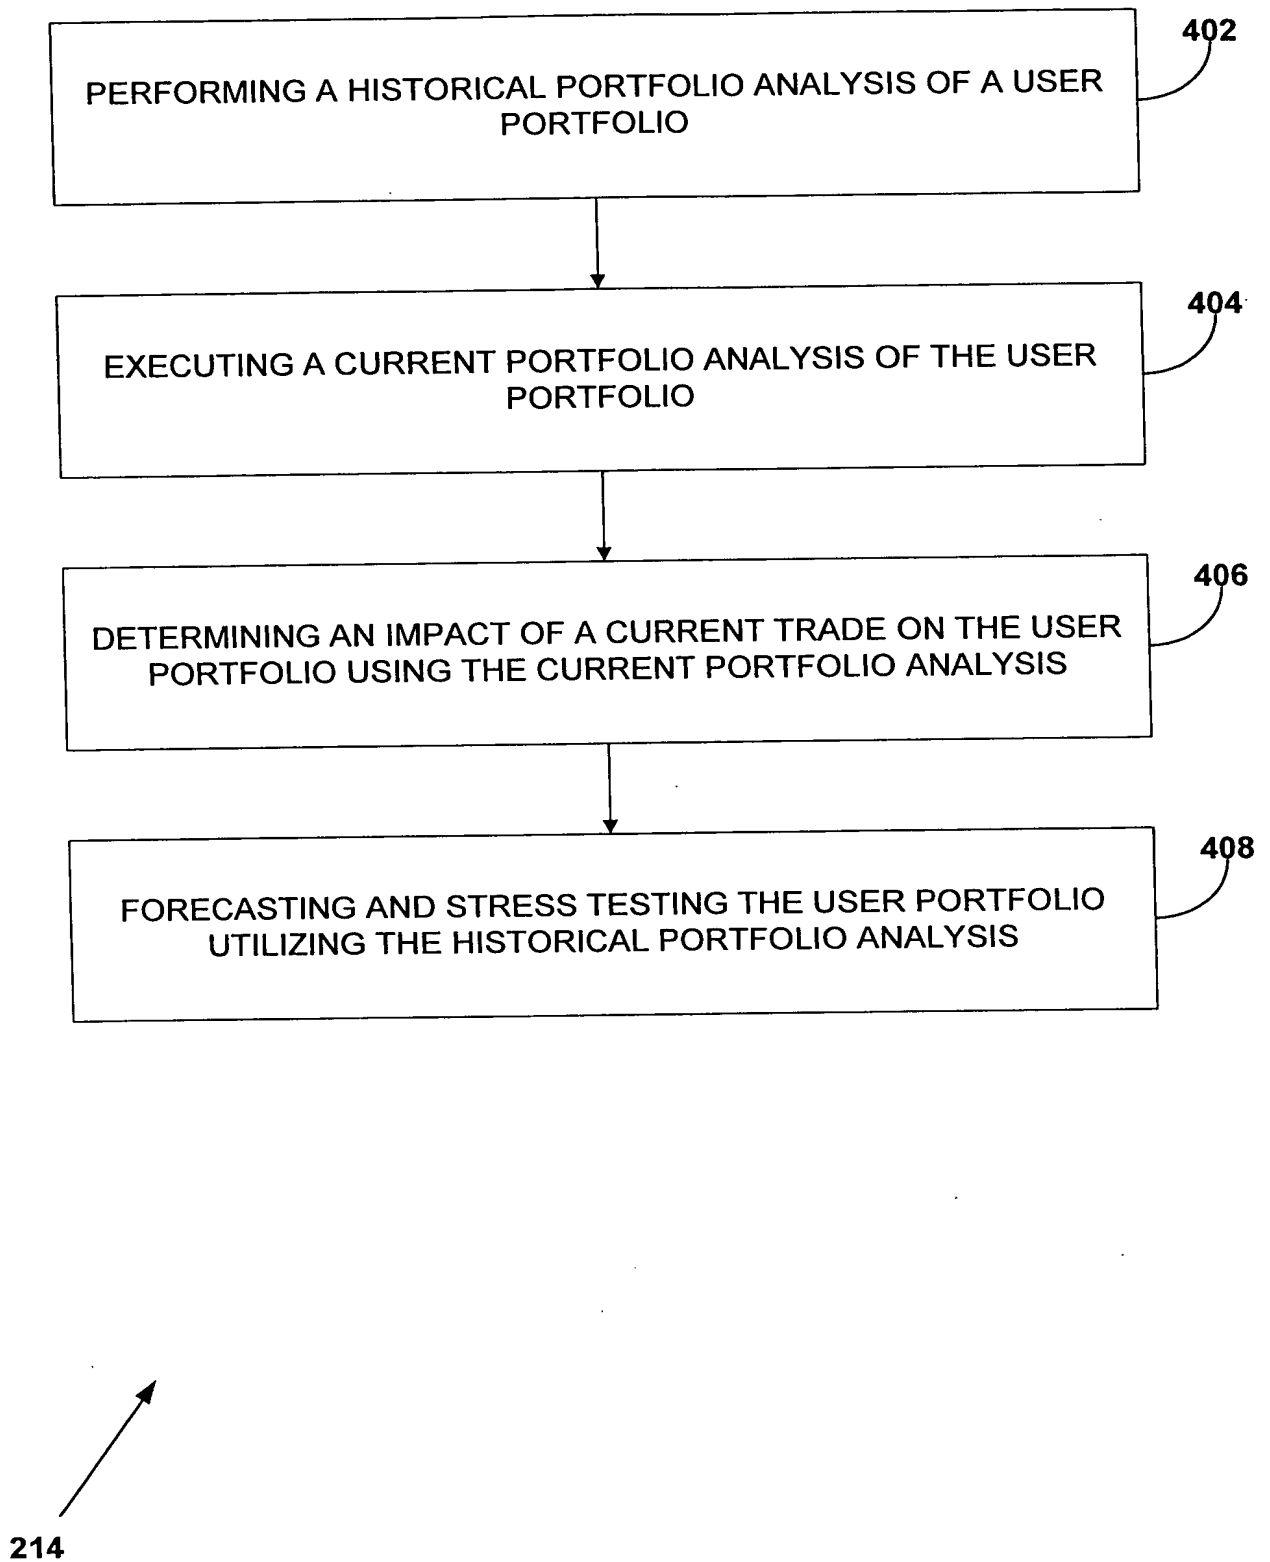 402
PERFORMING A HISTORICAL PORTFOLIO ANALYSIS OF A USER
PORTFOLIO
404
EXECUTING A CURRENT PORTFOLIO ANALYSIS OF THE USER
PORTFOLIO
406
DETERMINING AN IMPACT OF A CURRENT TRADE ON THE USER
PORTFOLIO USING THE CURRENT PORTFOLIO ANALYSIS
408
FORECASTING AND STRESS TESTING THE USER PORTFOLIO
UTILIZING THE HISTORICAL PORTFOLIO ANALYSIS
214